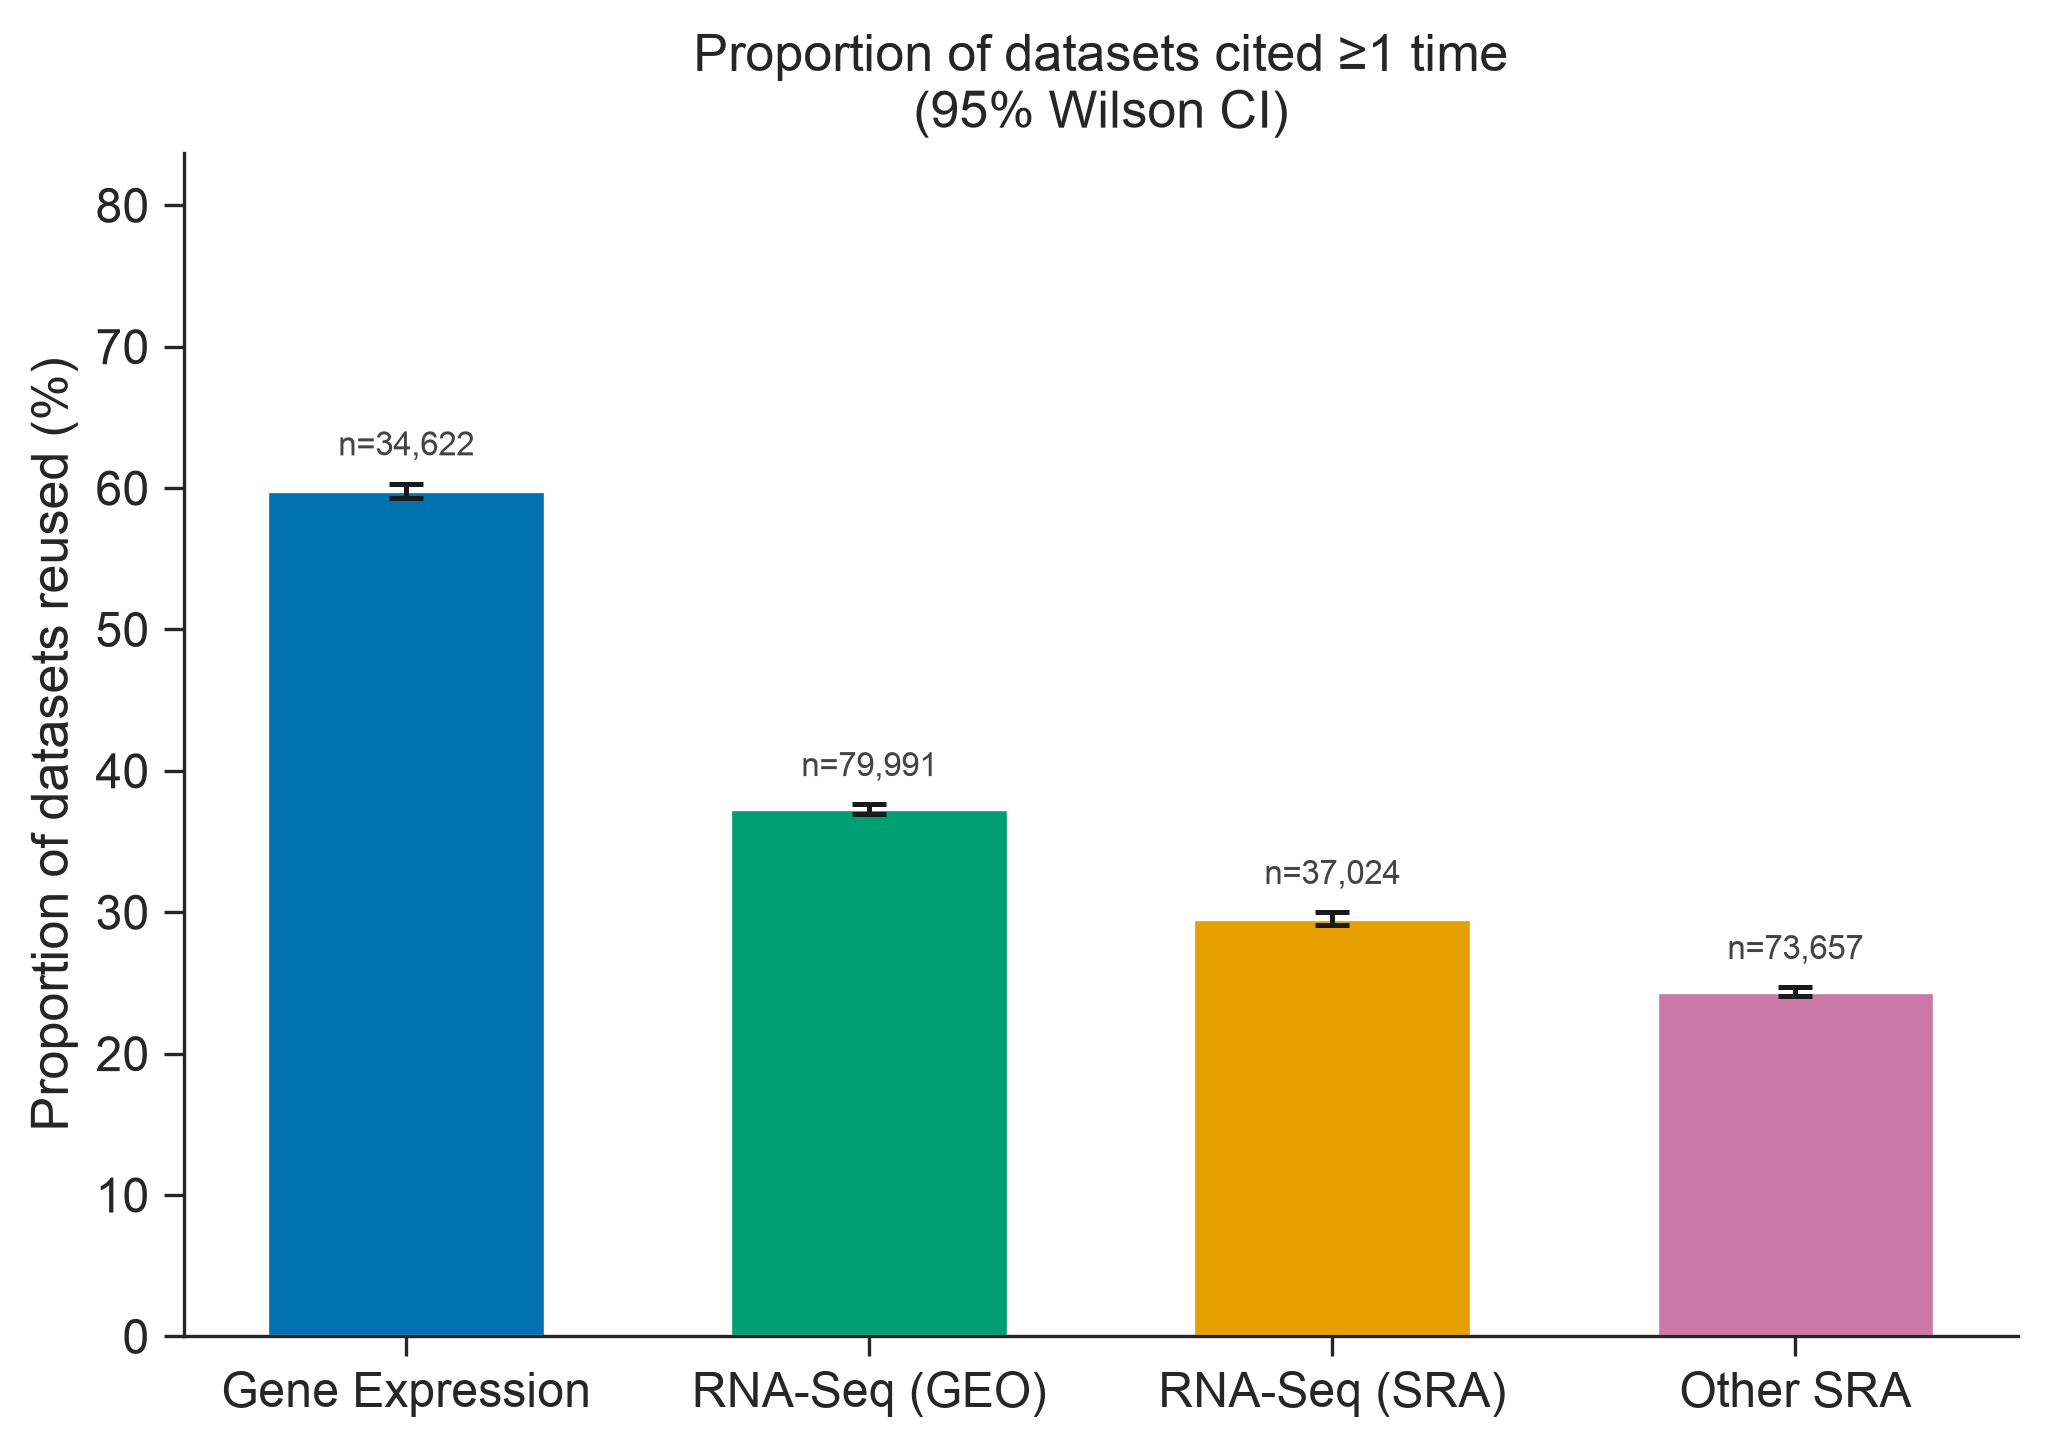 Proportion of datasets cited ≥1 time
(95% Wilson CI)
Proportion of datasets reused (%)
80
70
60
50
40
30
20
10
0
n=34,622
n=79,991
n=37,024
n=73,657
Gene Expression
RNA-Seq (GEO)
RNA-Seq (SRA)
Other SRA